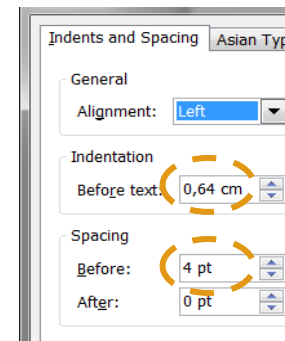 Indents and Spacing Asian Typ
General
Alignment: Left
Indentation
Before text: 0,64 cm
Spacing
Before: 4 pt
After: 0 pt